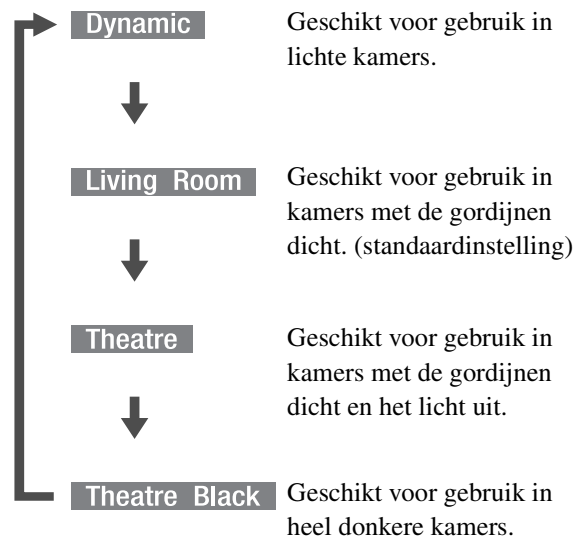 Dynamic
Geschikt voor gebruik in
lichte kamers.
Living Room
Geschikt voor gebruik in
kamers met de gordijnen
dicht. (standaardinstelling)
Theatre
Geschikt voor gebruik in
kamers met de gordijnen
dicht en het licht uit.
Theatre Black
Geschikt voor gebruik in
heel donkere kamers.